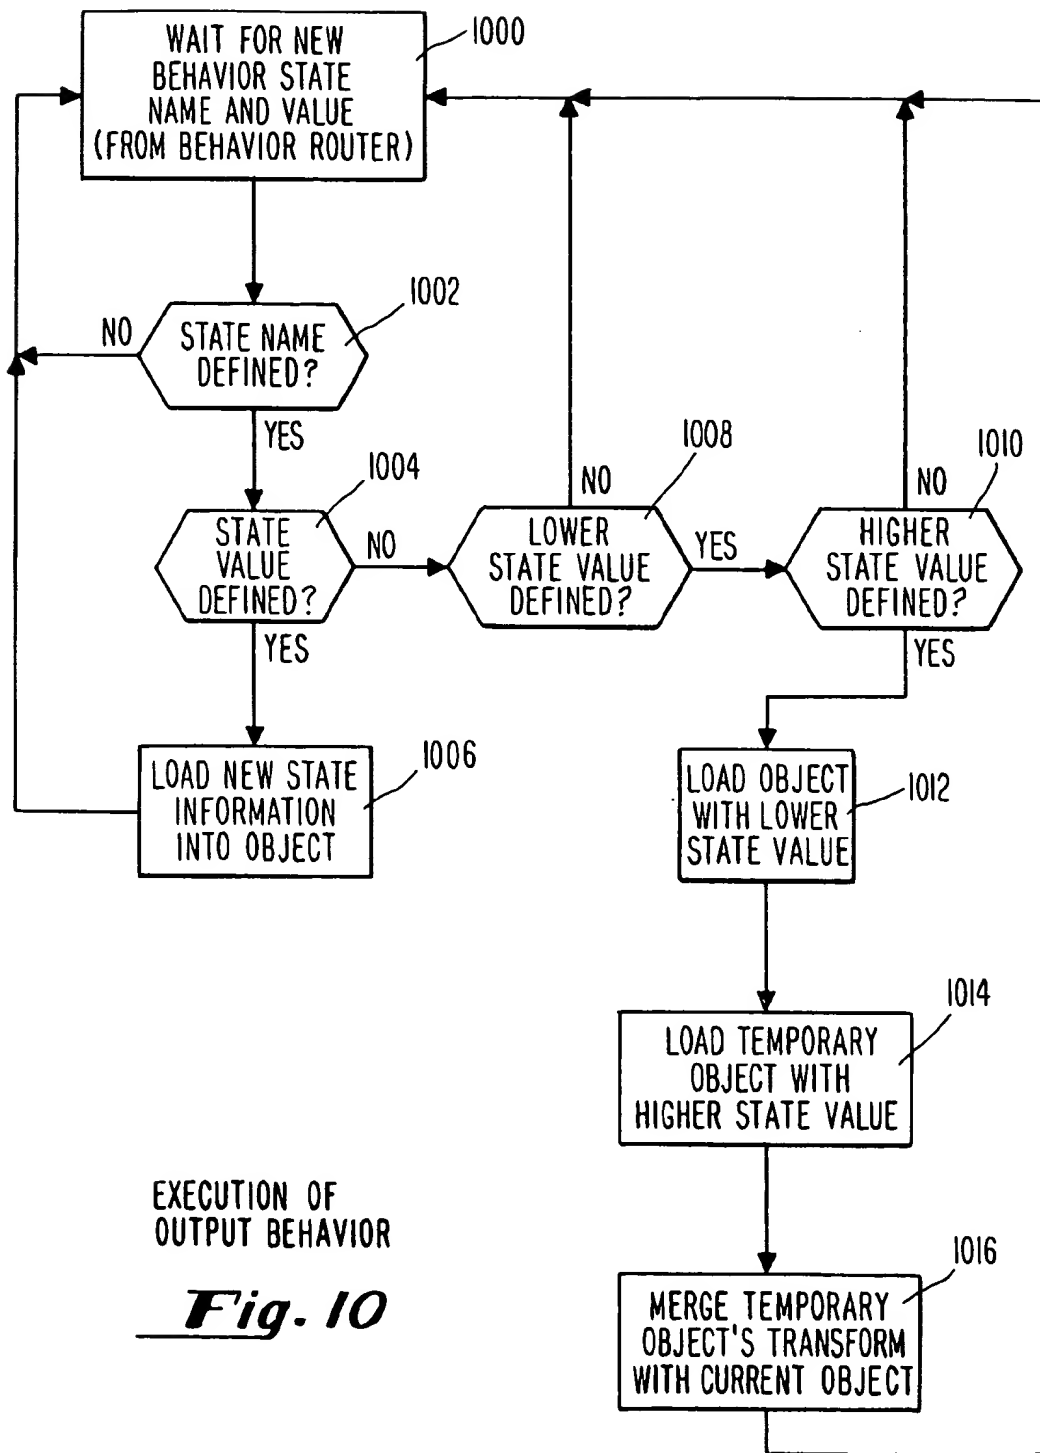 WAIT FOR NEW
BEHAVIOR STATE
NAME AND VALUE
(FROM BEHAVIOR ROUTER)
1000
STATE NAME
DEFINED?
1002
NO
YES
STATE
VALUE
DEFINED?
1004
NO
YES
LOWER
STATE VALUE
DEFINED?
1008
NO
YES
HIGHER
STATE VALUE
DEFINED?
1010
NO
YES
LOAD NEW STATE
INFORMATION
INTO OBJECT
1006
LOAD OBJECT
WITH LOWER
STATE VALUE
1012
LOAD TEMPORARY
OBJECT WITH
HIGHER STATE VALUE
1014
MERGE TEMPORARY
OBJECT'S TRANSFORM
WITH CURRENT OBJECT
1016
EXECUTION OF
OUTPUT BEHAVIOR
Fig. 10